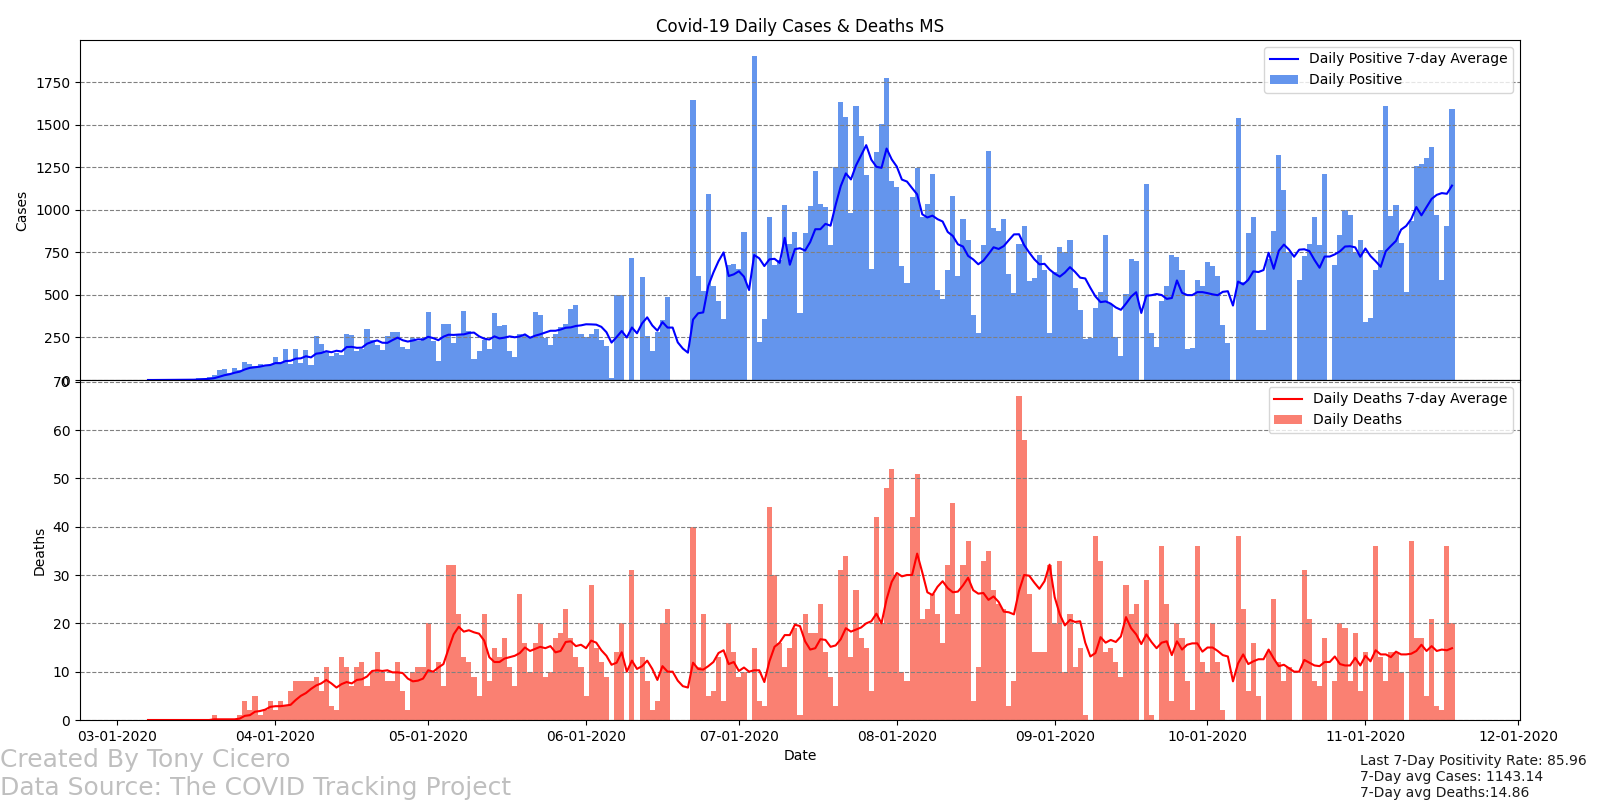 Covid-19 Daily Cases & Deaths MS
Daily Positive 7-day Average
Daily Positive
1750
1500
1250
1000
750
500
250
0
Cases
Daily Deaths 7-day Average
Daily Deaths
70
60
50
40
30
20
10
0
Deaths
03-01-2020
04-01-2020
05-01-2020
06-01-2020
07-01-2020
08-01-2020
09-01-2020
10-01-2020
11-01-2020
12-01-2020
Date
Created By Tony Cicero
Data Source: The COVID Tracking Project
Last 7-Day Positivity Rate: 85.96
7-Day avg Cases: 1143.14
7-Day avg Deaths:14.86